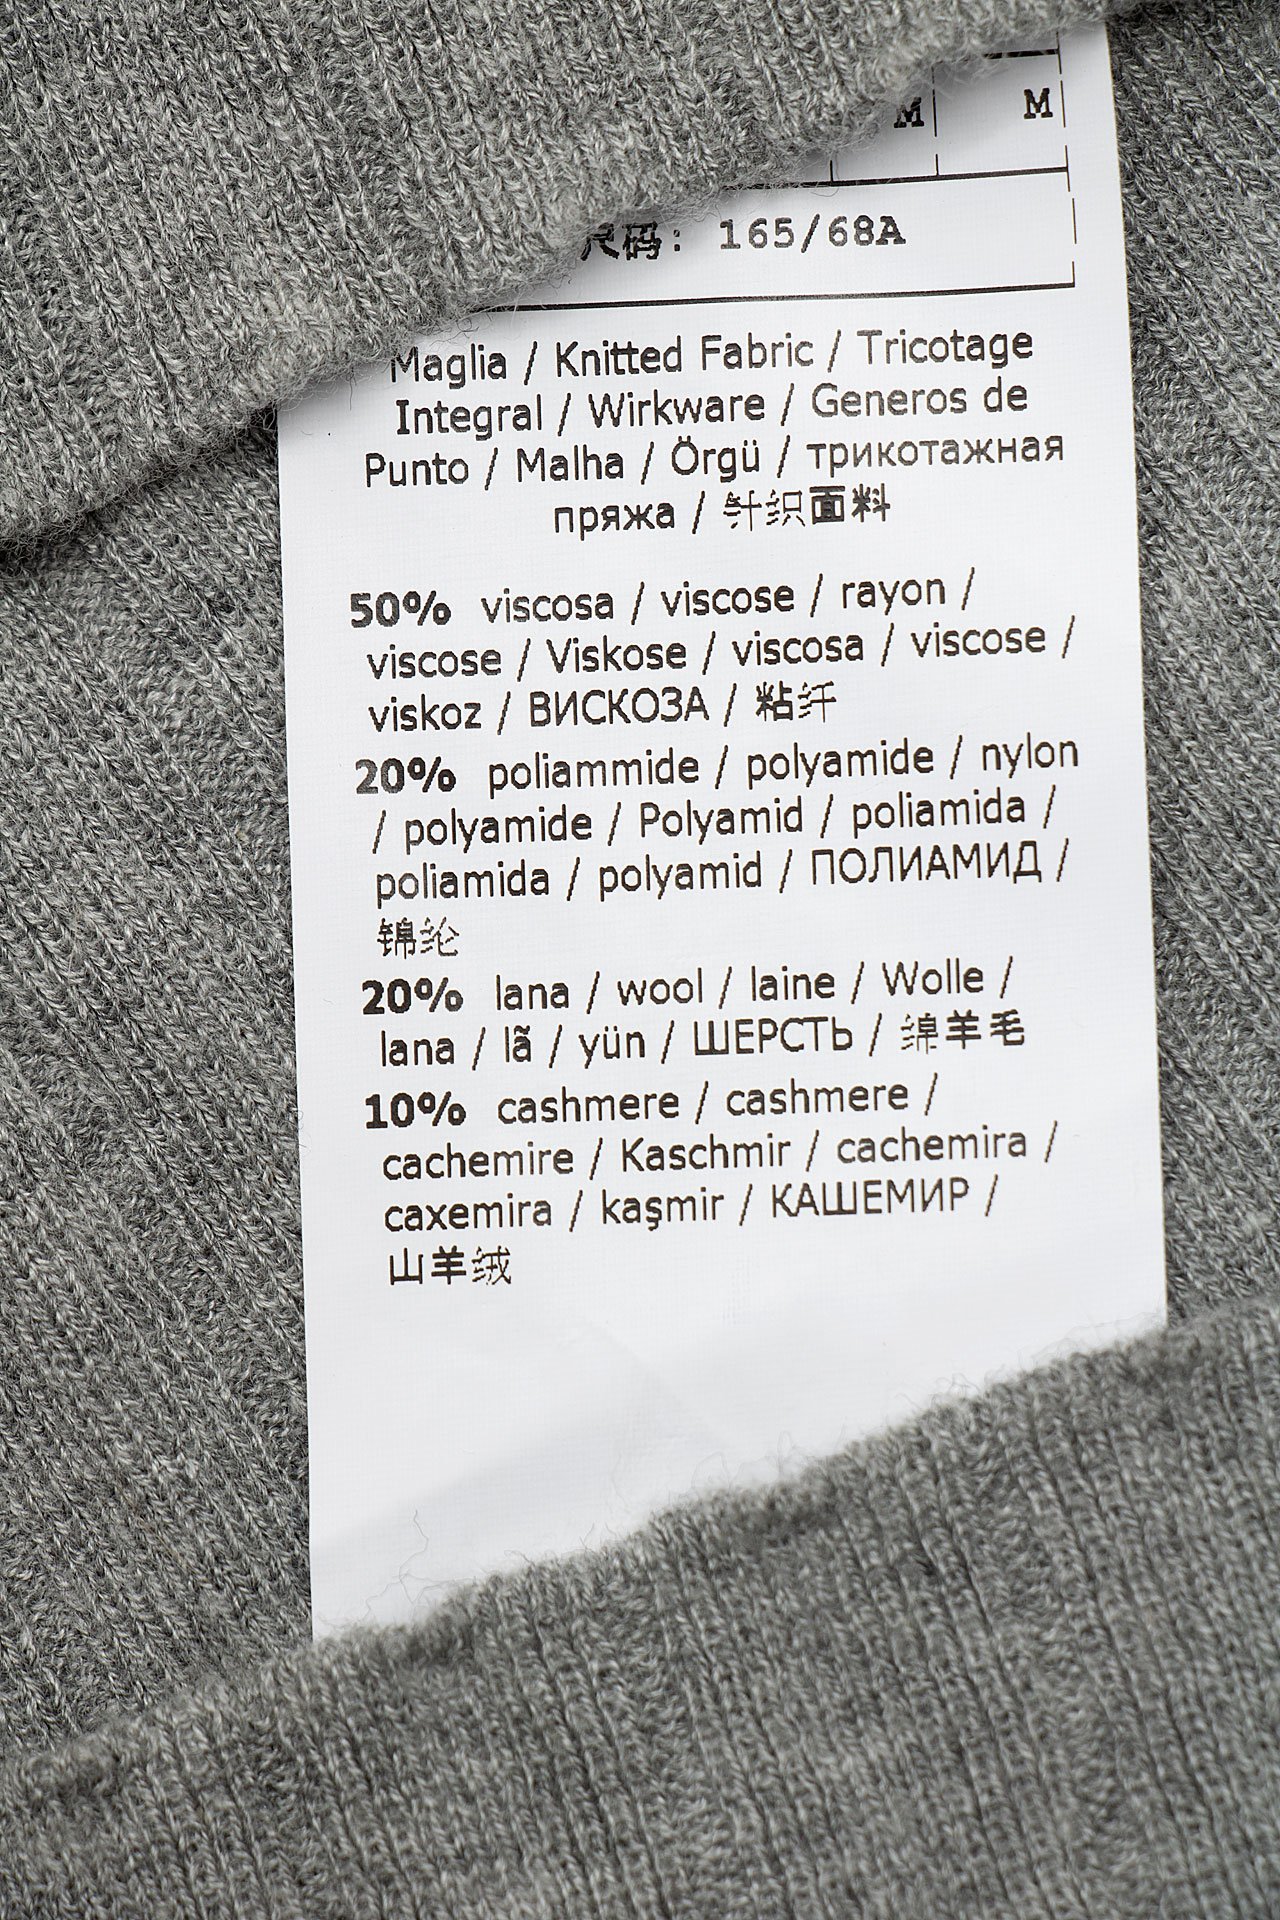 M M
尺码: 165/68A
Maglia / Knitted Fabric / Tricotage
Integral / Wirkware / Generos de
Punto / Malha / Örgü / трикотажная
пряжа / 针织面料
50% viscosa / viscose / rayon /
viscose / Viskose / viscosa / viscose /
viskoz / ВИСКОЗА / 粘纤
20% poliammide / polyamide / nylon
/ polyamide / Polyamid / poliamida /
poliamida / polyamid / ПОЛИАМИД /
锦纶
20% lana / wool / laine / Wolle /
lana / lã / yün / ШЕРСТЬ / 绵羊毛
10% cashmere / cashmere /
cachemire / Kaschmir / cachemira /
caxemira / kaşmir / КАШЕМИР /
山羊绒